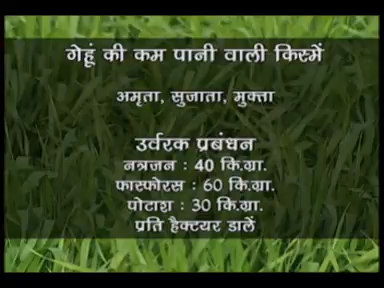 गेहूं की कम पानी वाली किस्में
अमृता, सुजाता, मुक्ता
उर्वरक प्रबंधन
नत्रजन : 40 कि.ग्रा.
फास्फोरस : 60 कि.ग्रा.
पोटाश : 30 कि.ग्रा.
प्रति हैक्टयर डालें